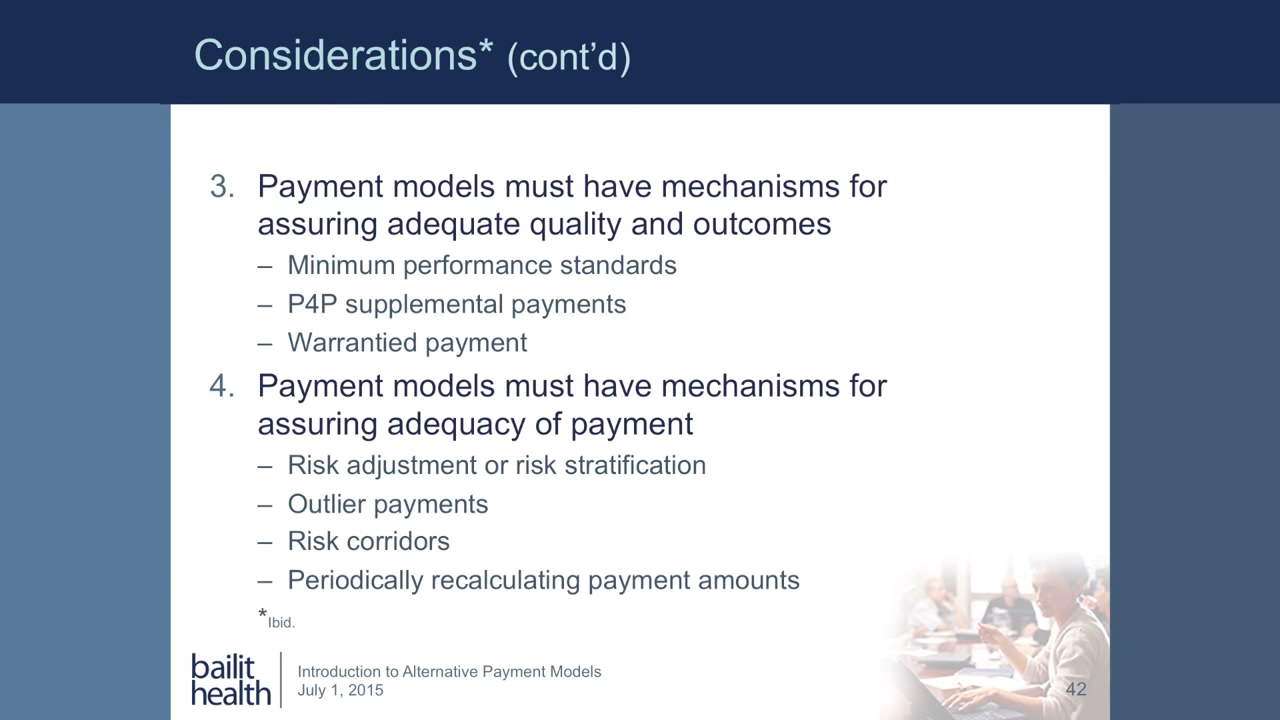 Considerations* (cont’d)
3. Payment models must have mechanisms for
assuring adequate quality and outcomes
– Minimum performance standards
– P4P supplemental payments
– Warrantied payment
4. Payment models must have mechanisms for
assuring adequacy of payment
– Risk adjustment or risk stratification
– Outlier payments
– Risk corridors
– Periodically recalculating payment amounts
*Ibid.
bailit
health
Introduction to Alternative Payment Models
July 1, 2015
42